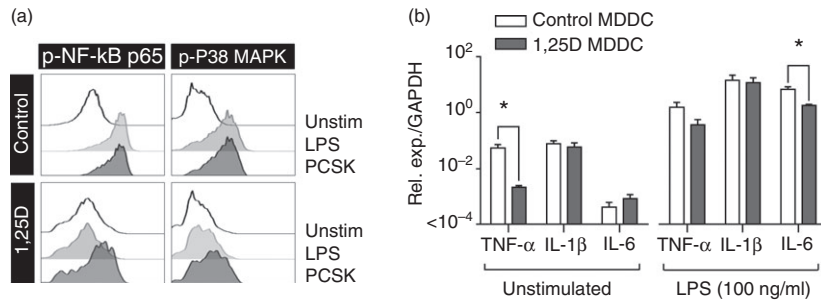 (a)
p-NF-kB p65 p-P38 MAPK
Control
Unstim
LPS
PCSK
1,25D
Unstim
LPS
PCSK
(b)
Control MDDC
1,25D MDDC
Rel. exp./GAPDH
10²
10⁰
10⁻²
<10⁻⁴
*
*
TNF-α IL-1β IL-6 TNF-α IL-1β IL-6
Unstimulated LPS (100 ng/ml)